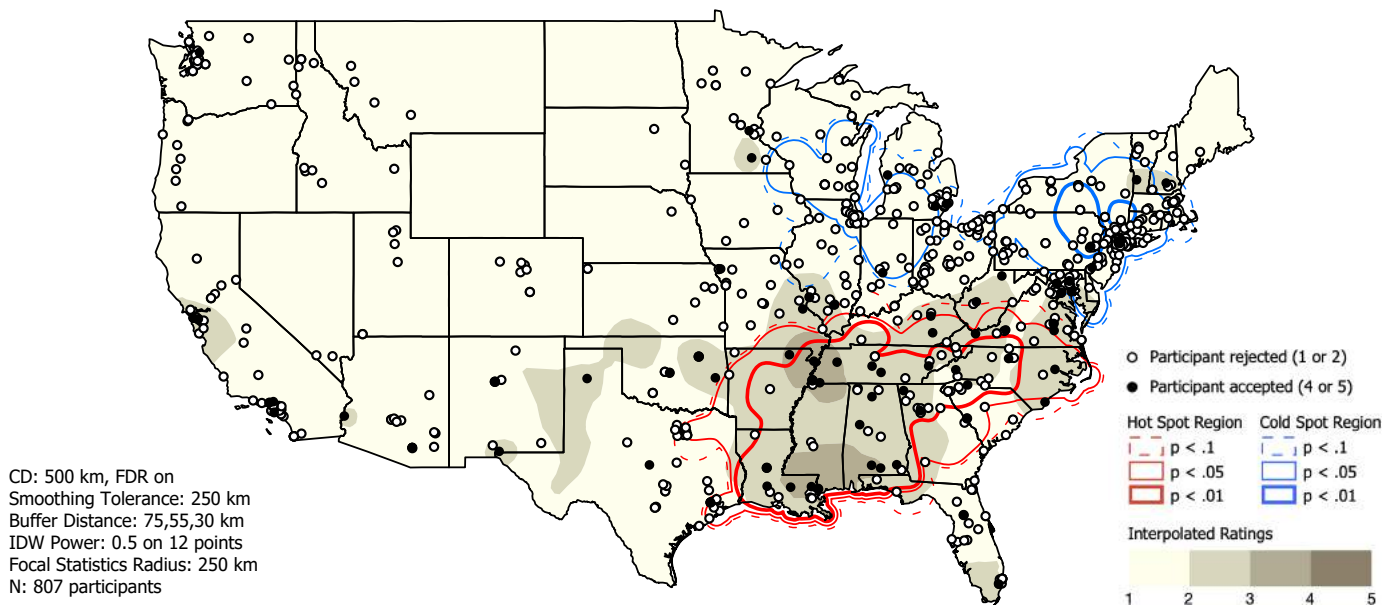 CD: 500 km, FDR on
Smoothing Tolerance: 250 km
Buffer Distance: 75,55,30 km
IDW Power: 0.5 on 12 points
Focal Statistics Radius: 250 km
N: 807 participants
Participant rejected (1 or 2)
Participant accepted (4 or 5)
Hot Spot Region
p < .1
p < .05
p < .01
Cold Spot Region
p < .1
p < .05
p < .01
Interpolated Ratings
1 2 3 4 5